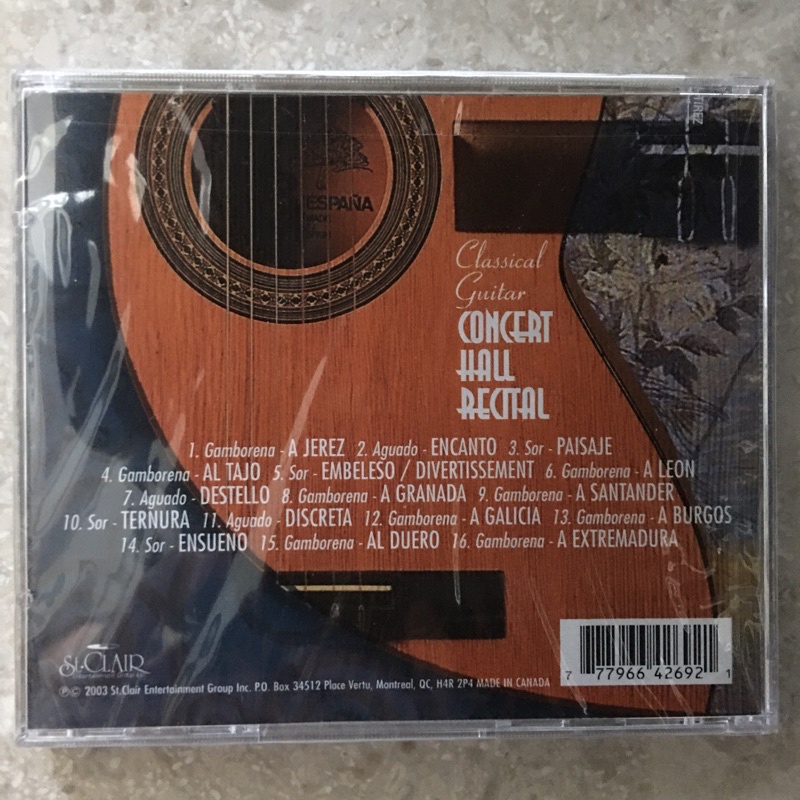 TIREZ
ESPAÑA
MADE
Classical
Guitar
CONCERT
HALL
RECITAL
1. Gamborena - A JEREZ 2. Aguado - ENCANTO 3. Sor - PAISAJE
4. Gamborena - AL TAJO 5. Sor - EMBELESO / DIVERTISSEMENT 6. Gamborena - A LEON
7. Aguado - DESTELLO 8. Gamborena - A GRANADA 9. Gamborena - A SANTANDER
10. Sor - TERNURA 11. Aguado - DISCRETA 12. Gamborena - A GALICIA 13. Gamborena - A BURGOS
14. Sor - ENSUENO 15. Gamborena - AL DUERO 16. Gamborena - A EXTREMADURA
St.CLAIR
℗© 2003 St.Clair Entertainment Group Inc. P.O. Box 34512 Place Vertu, Montreal, QC, H4R 2P4 MADE IN CANADA
7 77966 42692 1